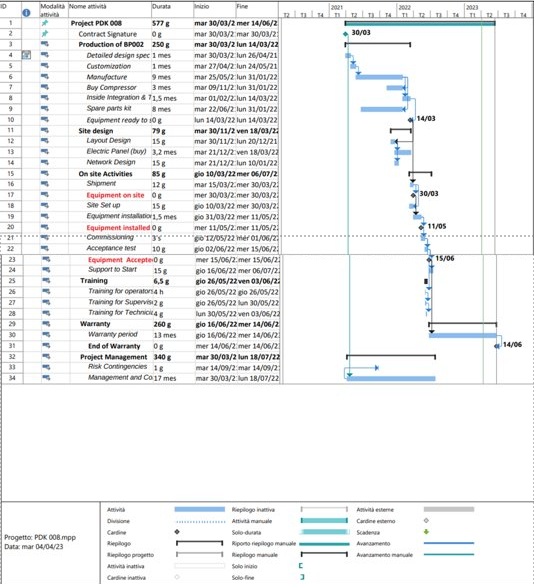 ID Modalità attività Nome attività Durata Inizio Fine
2021 2022 2023
T2 T3 T4 T1 T2 T3 T4 T1 T2 T3 T4
1 Project PDK 008 577 g mar 30/03/2 mer 14/06/2
2 Contract Signature 0 g mar 30/03/2 mar 30/03/21 30/03
3 Production of BP002 250 g mar 30/03/2 lun 14/03/22
4 Detailed design spec 1 mes mar 30/03/2 lun 26/04/21
5 Customization 1 mes mar 27/04/2 lun 24/05/21
6 Manufacture 9 mes mar 25/05/2 lun 31/01/22
7 Buy Compressor 3 mes mar 09/11/2 lun 31/01/22
8 Inside Integration & T 1,5 mes mar 01/02/2 lun 14/03/22
9 Spare parts kit 8 mes mar 22/06/2 lun 31/01/22
10 Equipment ready to s 0 g lun 14/03/22 lun 14/03/22 14/03
11 Site design 79 g mar 30/11/2 ven 18/03/22
12 Layout Design 15 g mar 30/11/2 lun 20/12/21
13 Electric Panel (buy) 3,2 mes mar 21/12/2 ven 18/03/22
14 Network Design 15 g mar 21/12/2 lun 10/01/22
15 On site Activities 85 g gio 10/03/22 mer 06/07/2
16 Shipment 12 g mar 15/03/2 mer 30/03/2
17 Equipment on site 0 g mer 30/03/2 mer 30/03/2 30/03
18 Site Set up 15 g gio 10/03/22 mer 30/03/2
19 Equipment installatio 1,5 mes gio 31/03/22 mer 11/05/2
20 Equipment installed 0 g mer 11/05/2 mer 11/05/2 11/05
21 Commissioning 3 s gio 12/05/22 mer 01/06/2
22 Acceptance test 10 g gio 02/06/22 mer 15/06/2
23 Equipment Accepte 0 g mer 15/06/2 mer 15/06/2 15/06
24 Support to Start 15 g gio 16/06/22 mer 06/07/2
25 Training 6,5 g gio 26/05/22 ven 03/06/2
26 Training for operators 4 h gio 26/05/22 gio 26/05/2
27 Training for Supervis 2 g gio 26/05/22 lun 30/05/2
28 Training for Technicia 4 g lun 30/05/22 ven 03/06/2
29 Warranty 260 g gio 16/06/22 mer 14/06/2
30 Warranty period 13 mes gio 16/06/22 mer 14/06/2
31 End of Warranty 0 g mer 14/06/2 mer 14/06/2 14/06
32 Project Management 340 g mar 30/03/2 lun 18/07/22
33 Risk Contingencies 1 g mar 14/09/2 mar 14/09/2
34 Management and Co 17 mes mar 30/03/2 lun 18/07/22
Progetto: PDK 008.mpp
Data: mar 04/04/23
Attività Riepilogo inattiva Attività esterne
Divisione Attività manuale Cardine esterno
Cardine Solo-durata Scadenza
Riepilogo Riporto riepilogo manuale Avanzamento
Riepilogo progetto Riepilogo manuale Avanzamento manuale
Attività inattiva Solo inizio
Cardine inattiva Solo-fine